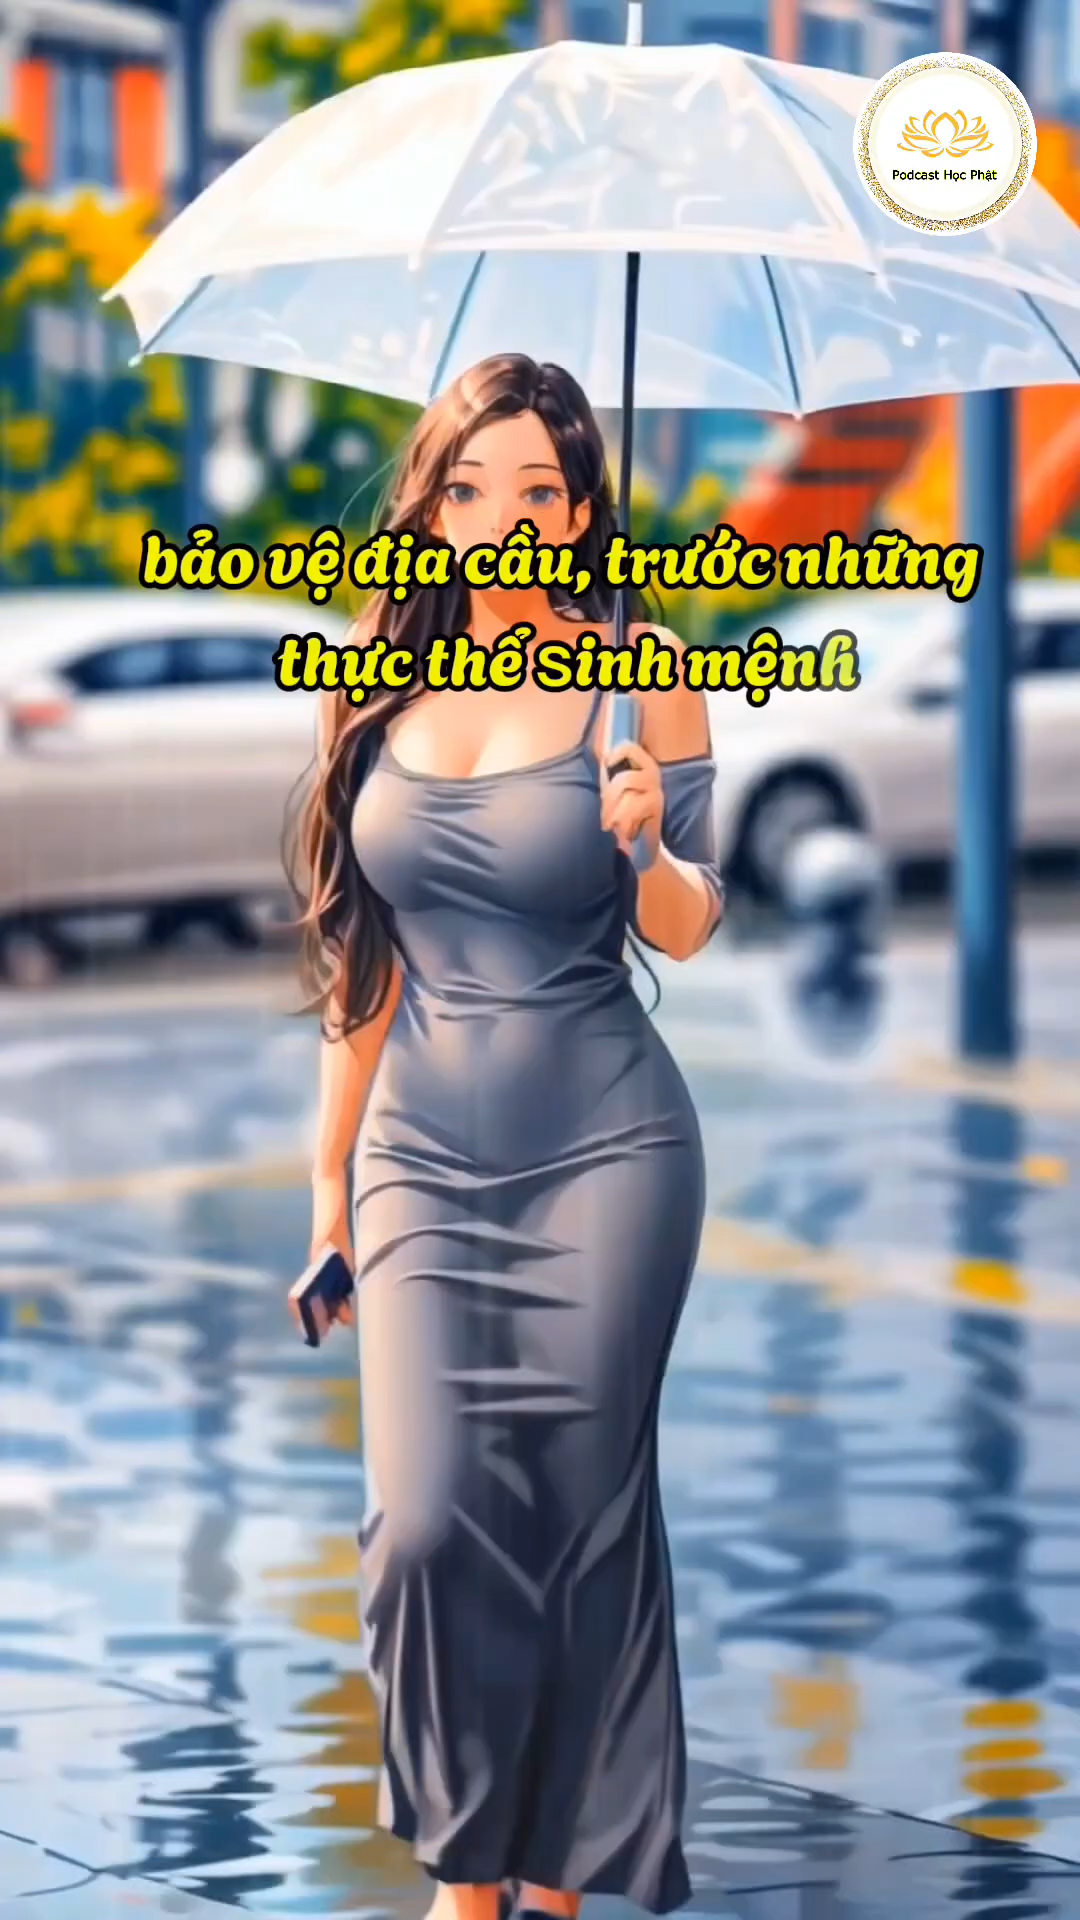 Podcast Học Phật
bảo vệ địa cầu, trước những
thực thể sinh mệnh